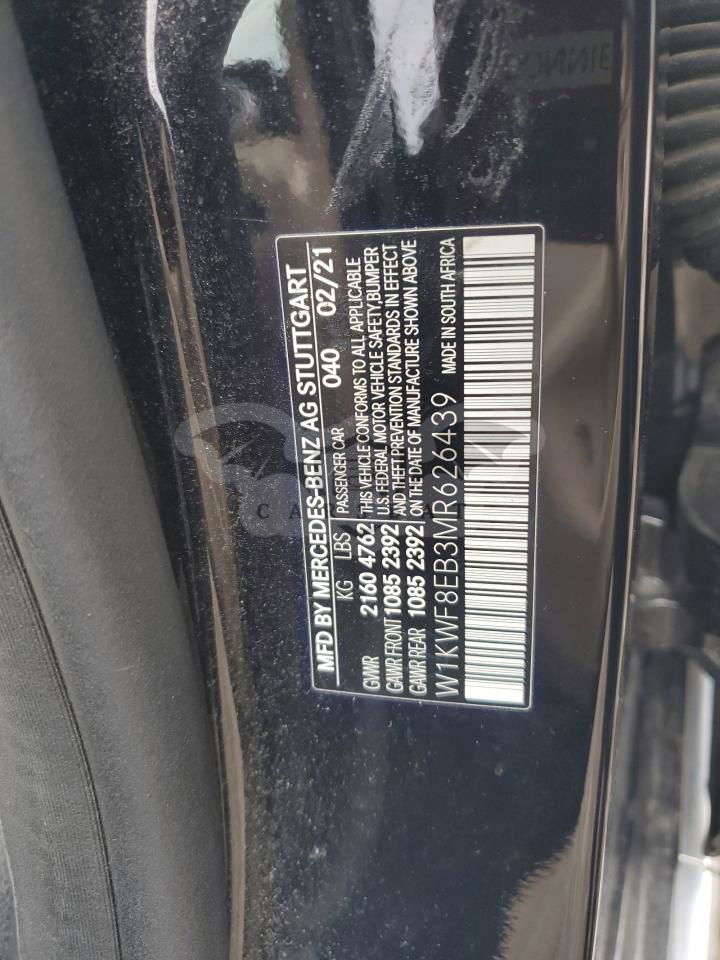 MFD BY MERCEDES-BENZ AG STUTTGART
KG LBS PASSENGER CAR 040 02/21
GVWR 2160 4762 THIS VEHICLE CONFORMS TO ALL APPLICABLE
U.S. FEDERAL MOTOR VEHICLE SAFETY,BUMPER
GAWR FRONT 1085 2392 AND THEFT PREVENTION STANDARDS IN EFFECT
GAWR REAR 1085 2392 ON THE DATE OF MANUFACTURE SHOWN ABOVE
W1KWF8EB3MR626439 MADE IN SOUTH AFRICA